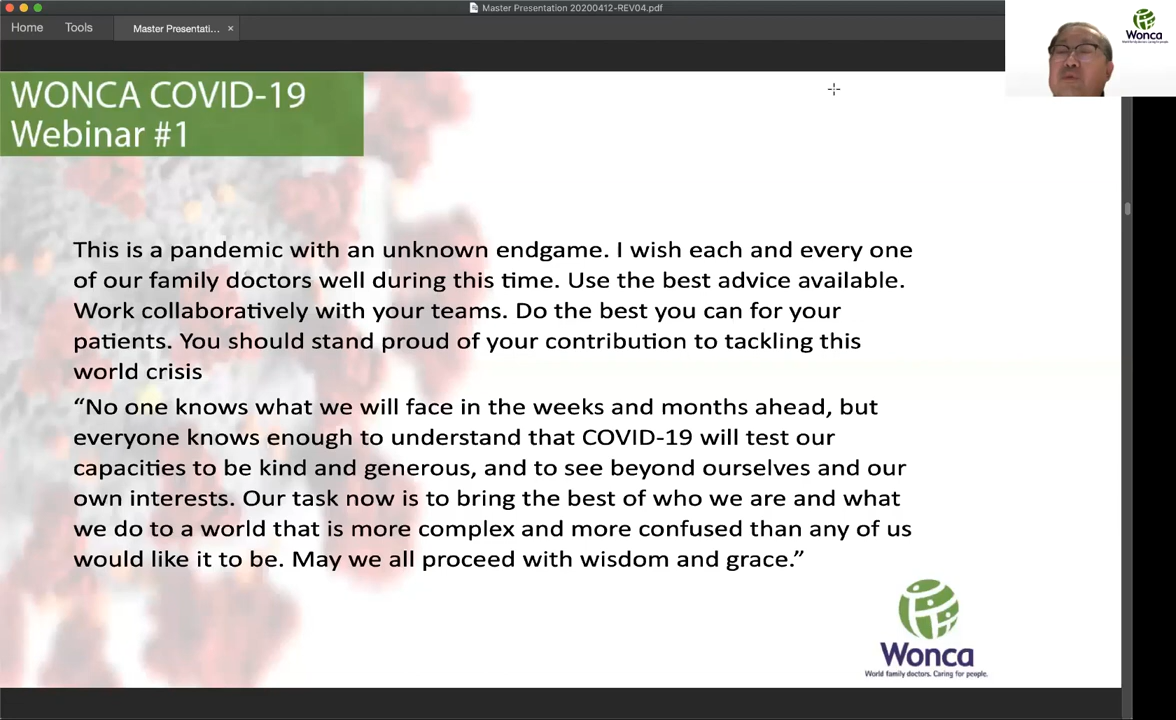 Master Presentation 20200412-REV04.pdf
Home Tools Master Presentati... ×
Wonca
WONCA COVID-19
Webinar #1
This is a pandemic with an unknown endgame. I wish each and every one
of our family doctors well during this time. Use the best advice available.
Work collaboratively with your teams. Do the best you can for your
patients. You should stand proud of your contribution to tackling this
world crisis
“No one knows what we will face in the weeks and months ahead, but
everyone knows enough to understand that COVID-19 will test our
capacities to be kind and generous, and to see beyond ourselves and our
own interests. Our task now is to bring the best of who we are and what
we do to a world that is more complex and more confused than any of us
would like it to be. May we all proceed with wisdom and grace.”
Wonca
World family doctors. Caring for people.